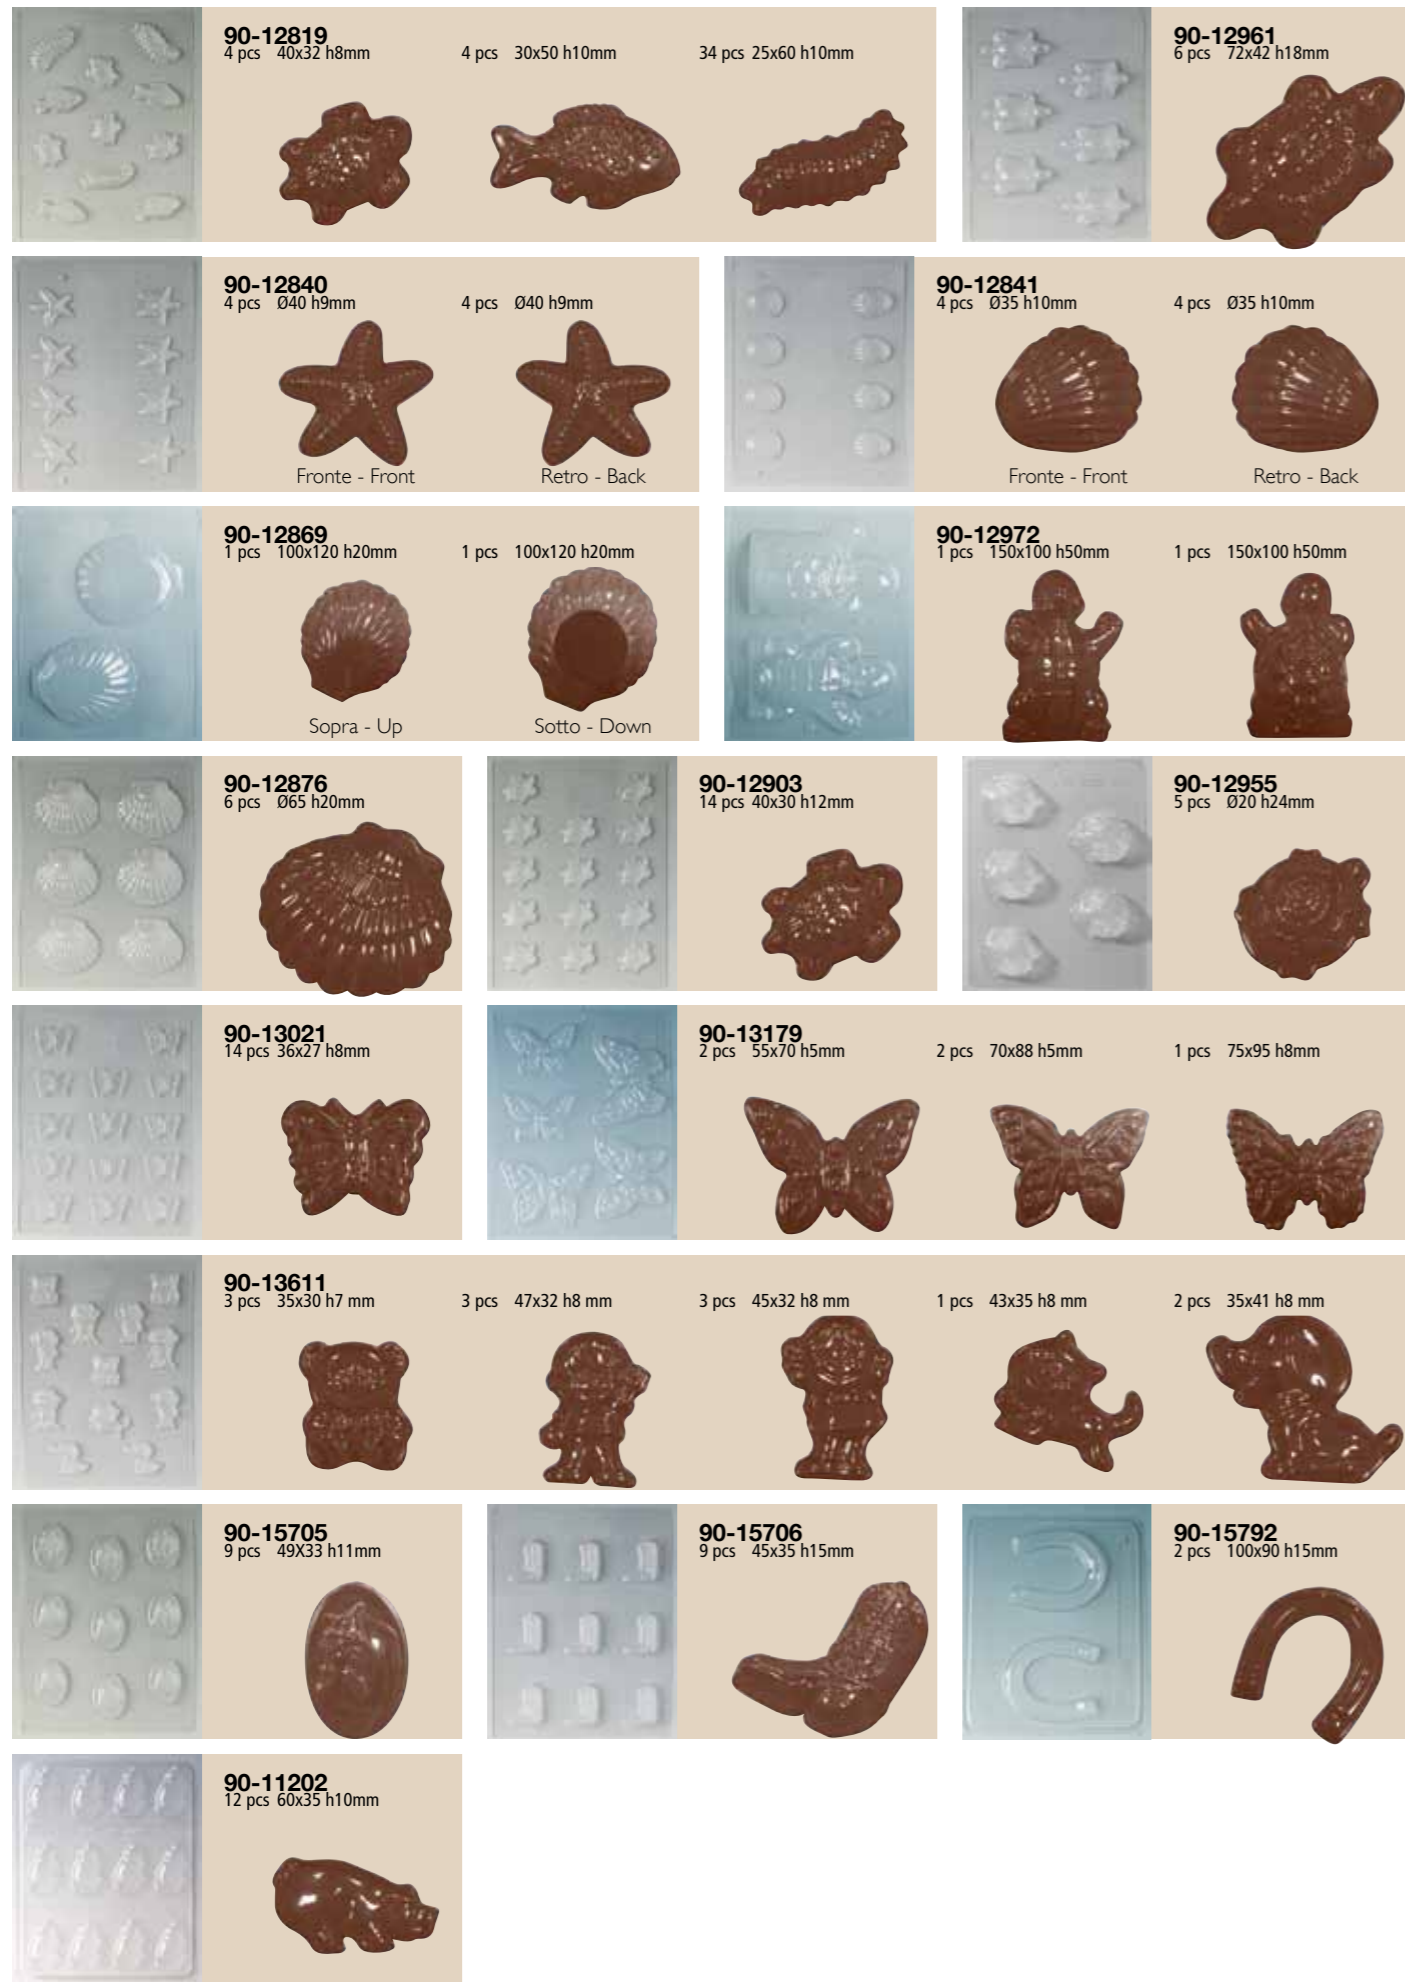 90-12819
4 pcs 40x32 h8mm 4 pcs 30x50 h10mm 34 pcs 25x60 h10mm
90-12961
6 pcs 72x42 h18mm
90-12840
4 pcs Ø40 h9mm 4 pcs Ø40 h9mm
Fronte - Front Retro - Back
90-12841
4 pcs Ø35 h10mm 4 pcs Ø35 h10mm
Fronte - Front Retro - Back
90-12869
1 pcs 100x120 h20mm 1 pcs 100x120 h20mm
Sopra - Up Sotto - Down
90-12972
1 pcs 150x100 h50mm 1 pcs 150x100 h50mm
90-12876
6 pcs Ø65 h20mm
90-12903
14 pcs 40x30 h12mm
90-12955
5 pcs Ø20 h24mm
90-13021
14 pcs 36x27 h8mm
90-13179
2 pcs 55x70 h5mm 2 pcs 70x88 h5mm 1 pcs 75x95 h8mm
90-13611
3 pcs 35x30 h7 mm 3 pcs 47x32 h8 mm 3 pcs 45x32 h8 mm 1 pcs 43x35 h8 mm 2 pcs 35x41 h8 mm
90-15705
9 pcs 49X33 h11mm
90-15706
9 pcs 45x35 h15mm
90-15792
2 pcs 100x90 h15mm
90-11202
12 pcs 60x35 h10mm